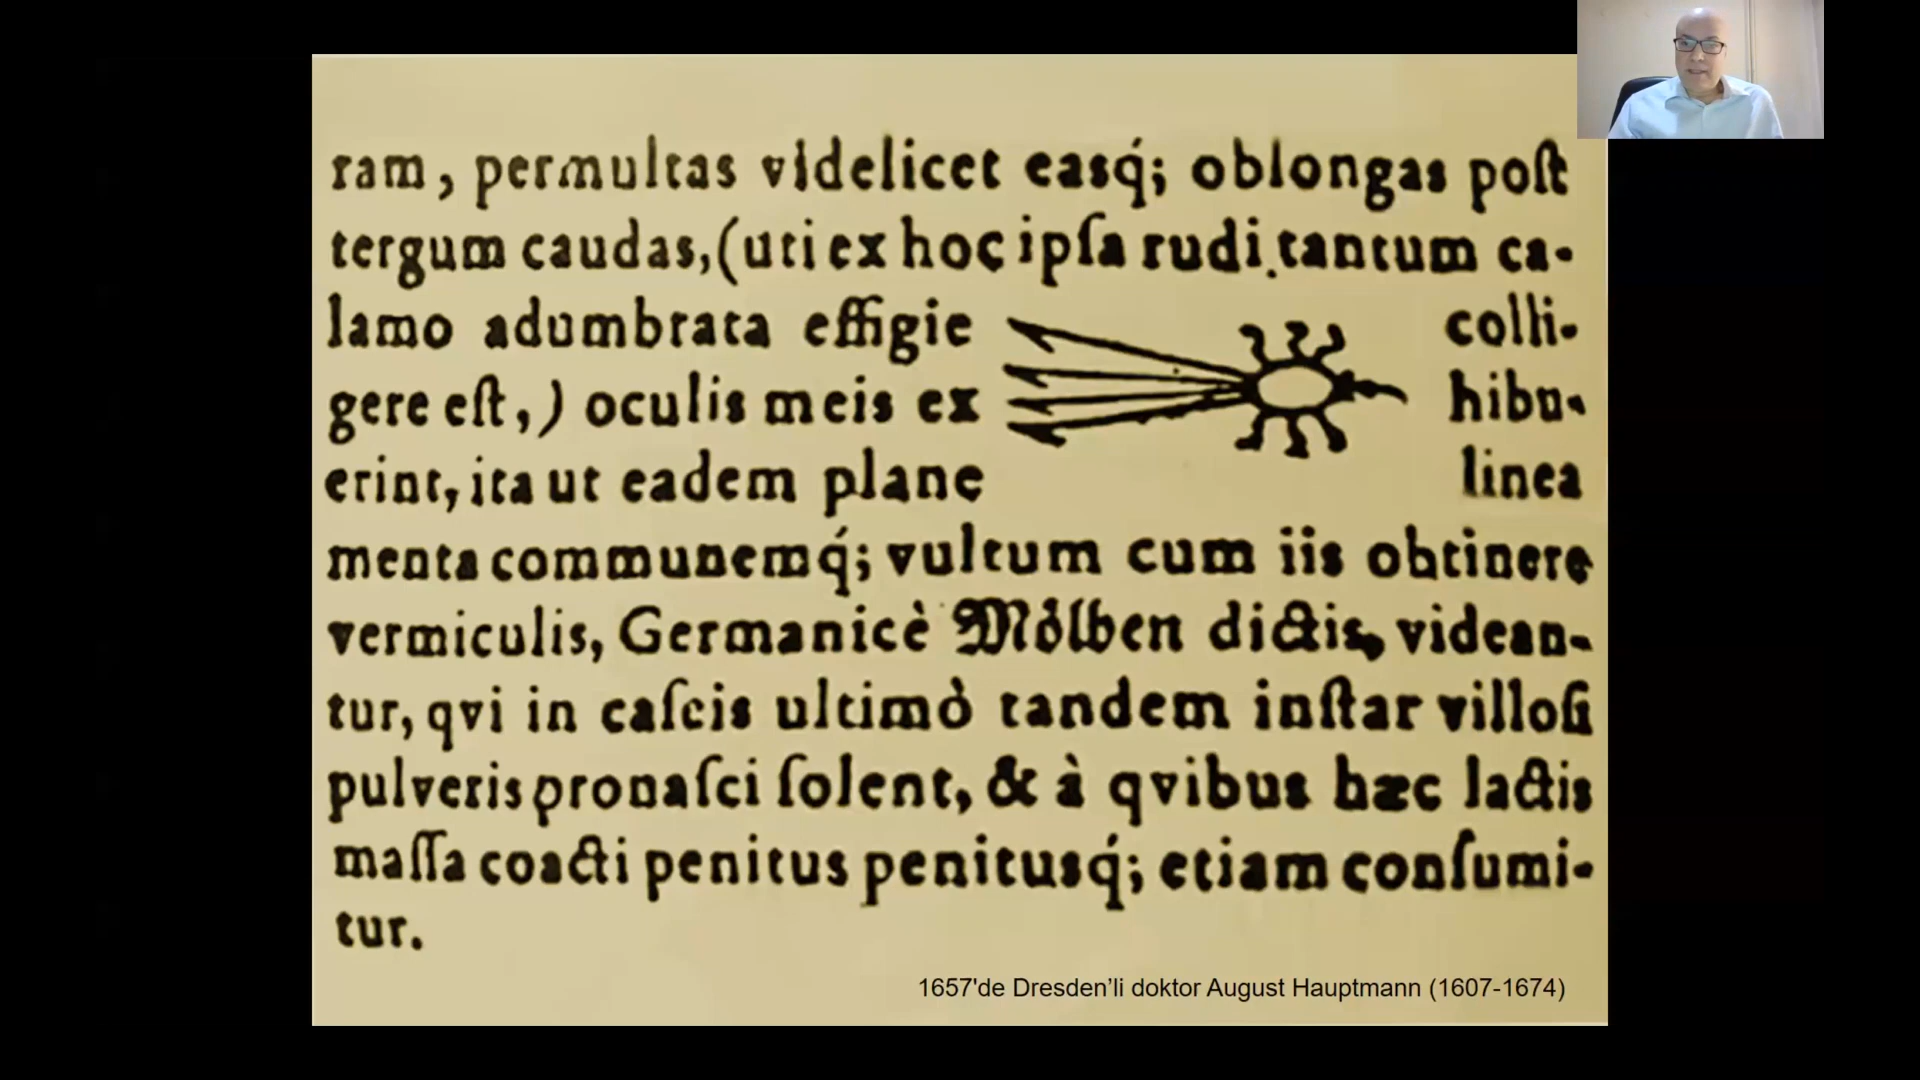 ram, permultas videlicet easq́; oblongas poſt
tergum caudas,(uti ex hoc ipſa rudi tantum ca-
lamo adumbrata effigie colli-
gere eſt,) oculis meis ex hibu-
erint, ita ut eadem plane linea
menta communemq́; vultum cum iis obtinere
vermiculis, Germanicè Mölben dictis, videan-
tur, qvi in caſeis ultimò tandem inſtar villoſi
pulveris pronaſci ſolent, & à qvibus hæc lactis
maſſa coacti penitus penitusq́; etiam conſumi-
tur.
1657'de Dresden’li doktor August Hauptmann (1607-1674)